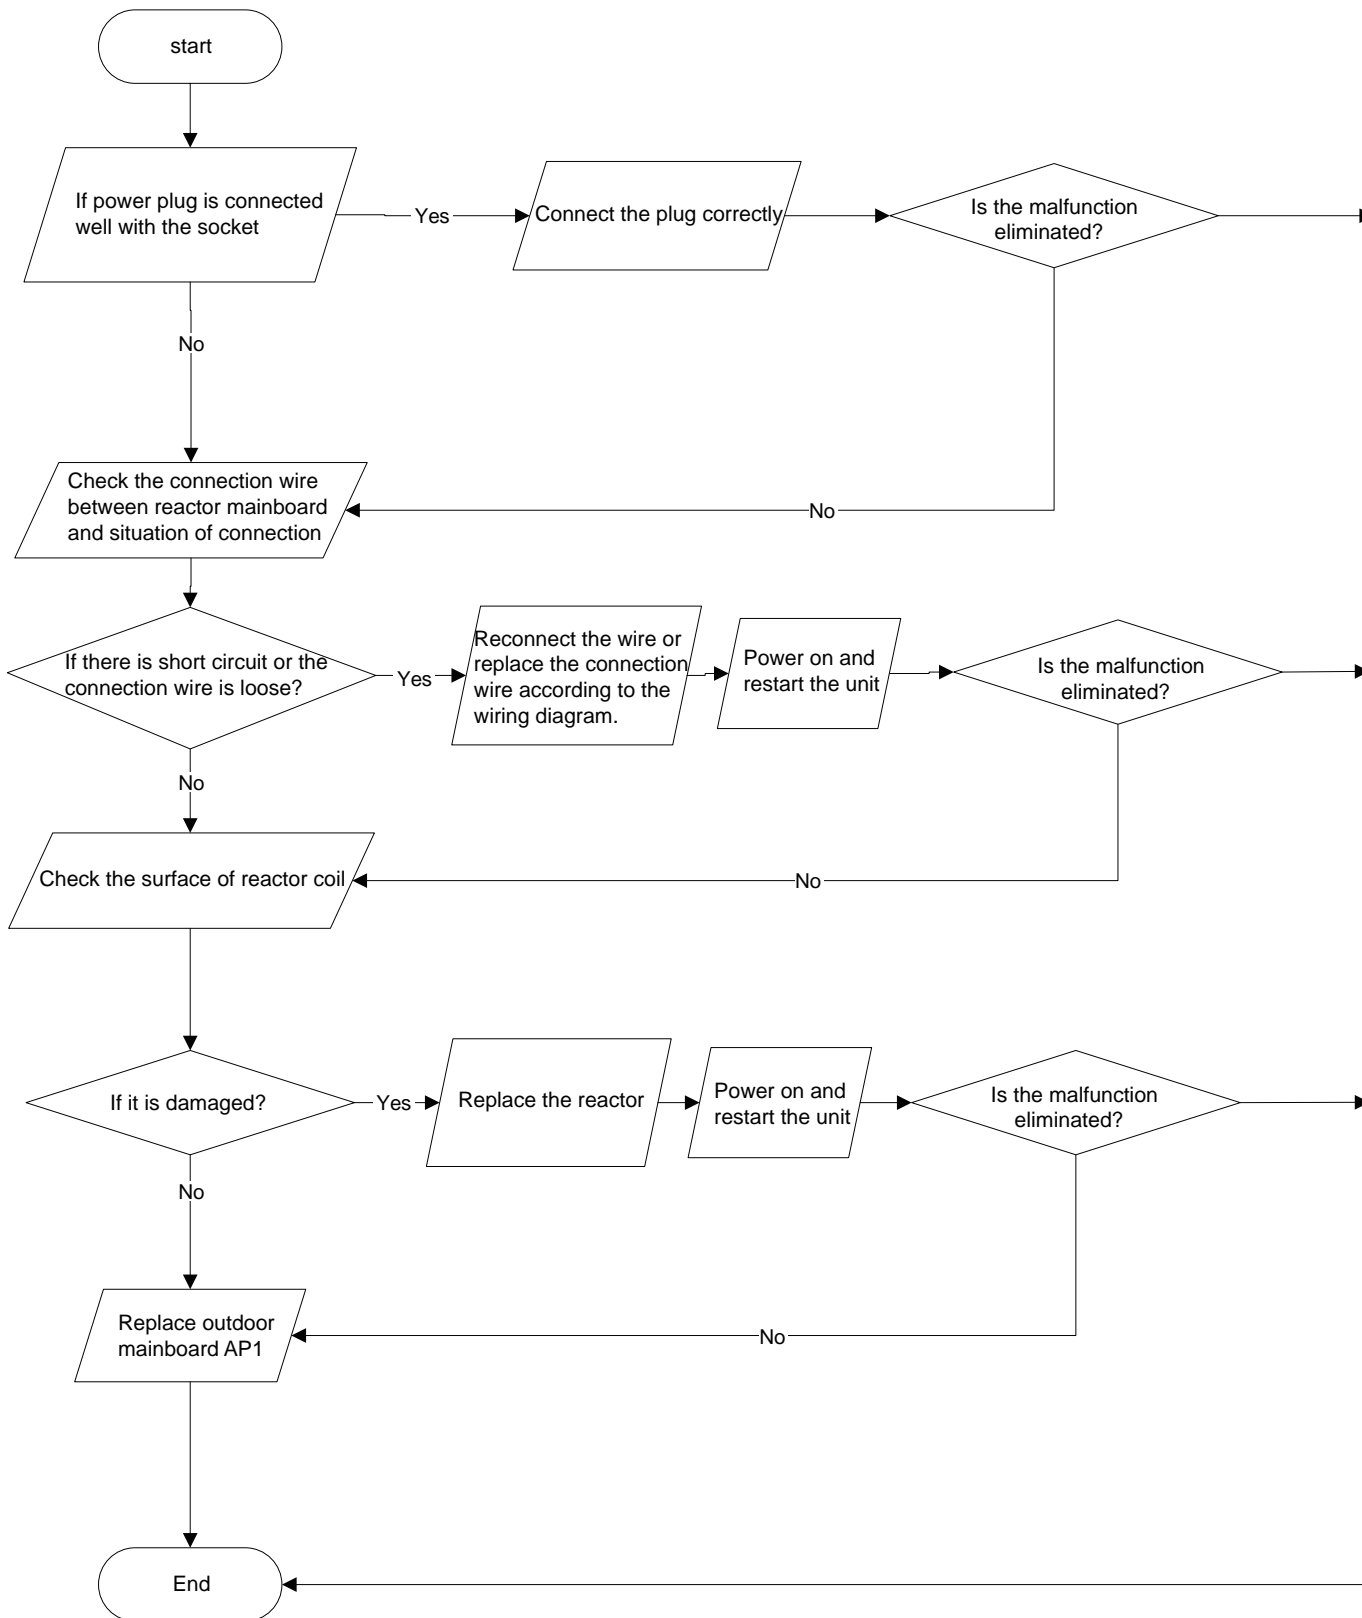 start
If power plug is connected
well with the socket
Yes
Connect the plug correctly
Is the malfunction
eliminated?
No
Check the connection wire
between reactor mainboard
and situation of connection
No
If there is short circuit or the
connection wire is loose?
Yes
Reconnect the wire or
replace the connection
wire according to the
wiring diagram.
Power on and
restart the unit
Is the malfunction
eliminated?
No
Check the surface of reactor coil
No
If it is damaged?
Yes
Replace the reactor
Power on and
restart the unit
Is the malfunction
eliminated?
No
Replace outdoor
mainboard AP1
No
End